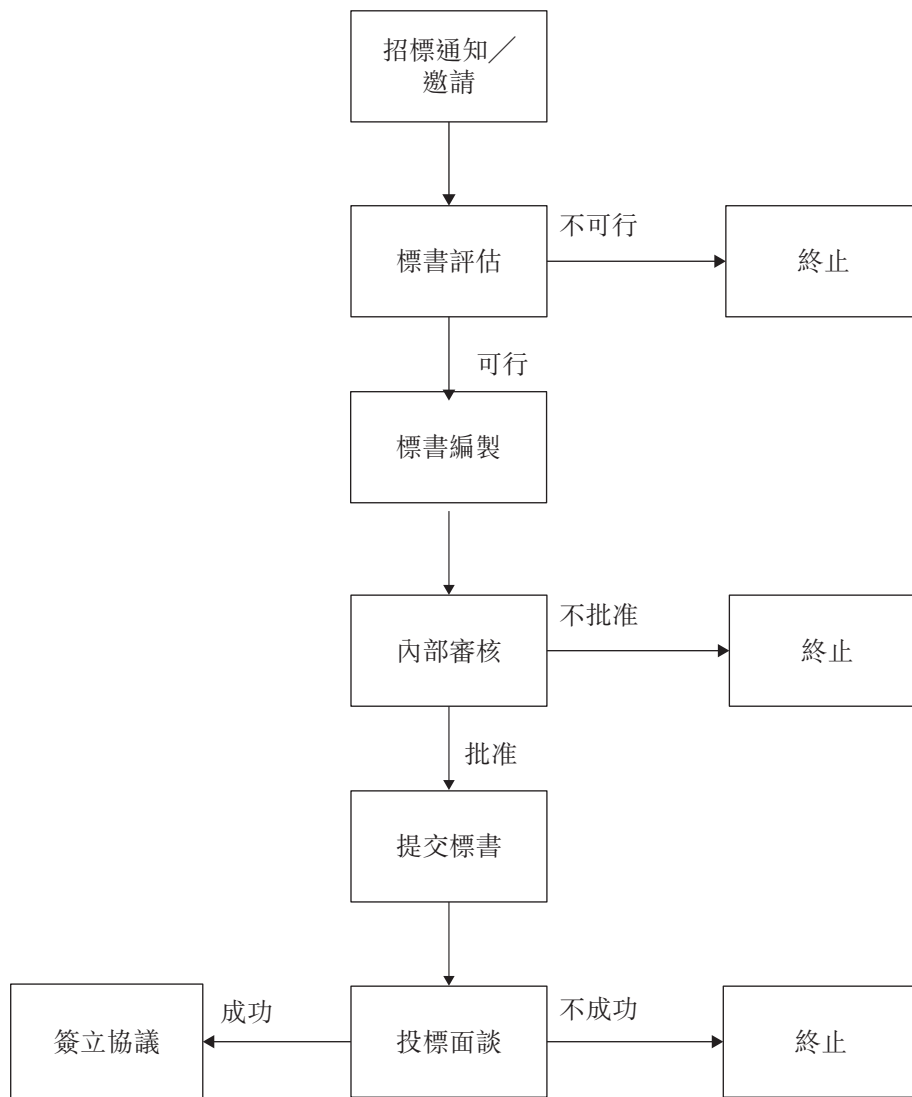 招標通知／
邀請
標書評估
不可行
終止
可行
標書編製
內部審核
不批准
終止
批准
提交標書
簽立協議
成功
投標面談
不成功
終止